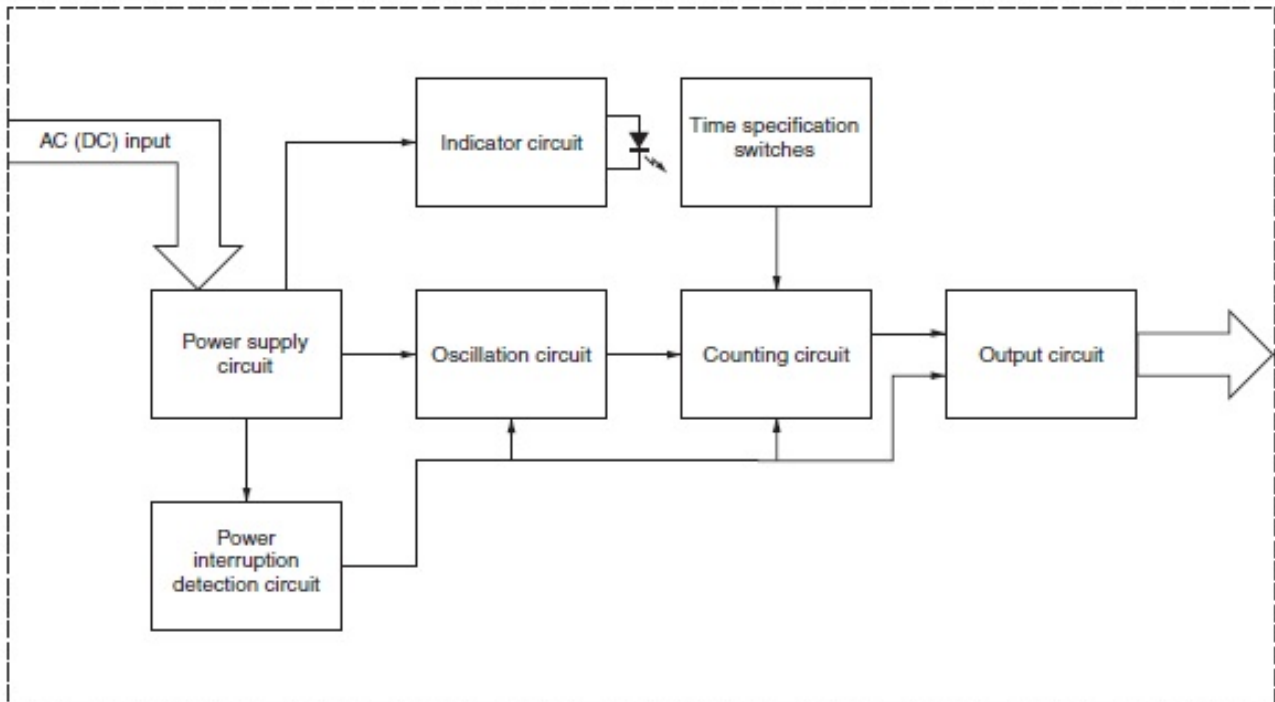 AC (DC) input
Indicator circuit
Time specification
switches
Power supply
circuit
Oscillation circuit
Counting circuit
Output circuit
Power
interruption
detection circuit